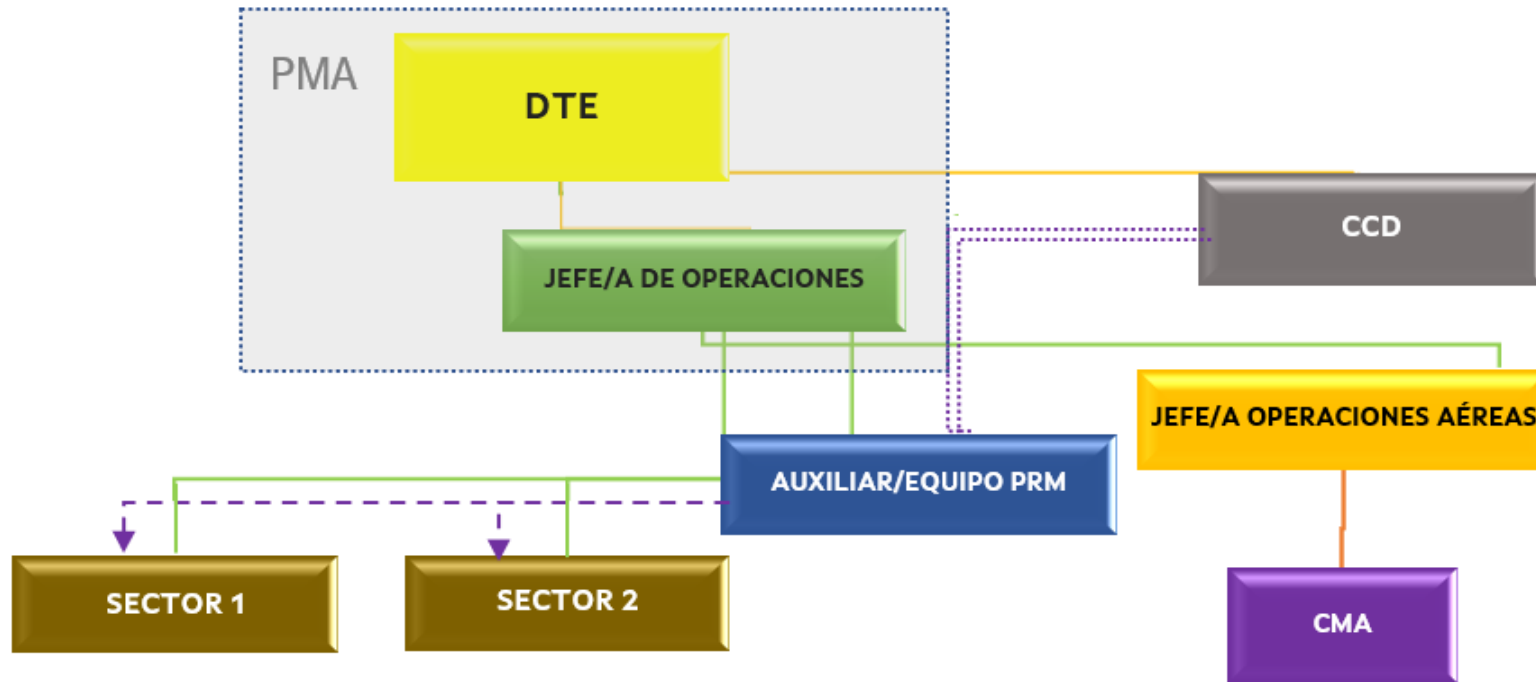 PMA
DTE
CCD
JEFE/A DE OPERACIONES
JEFE/A OPERACIONES AÉREAS
AUXILIAR/EQUIPO PRM
SECTOR 1
SECTOR 2
CMA